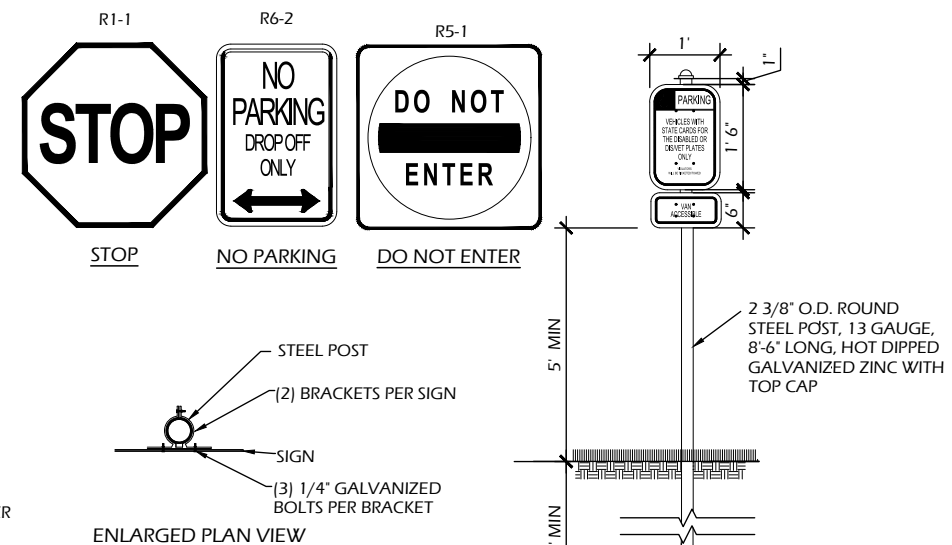 R1-1
STOP
STOP
R6-2
NO
PARKING
DROP OFF
ONLY
NO PARKING
R5-1
DO NOT
ENTER
DO NOT ENTER
1'
1"
PARKING
VEHICLES WITH
STATE CARDS FOR
THE DISABLED OR
DIS/VET PLATES
ONLY
1' 6"
VAN
ACCESSIBLE
6"
5' MIN
2 3/8" O.D. ROUND
STEEL POST, 13 GAUGE,
8'-6" LONG, HOT DIPPED
GALVANIZED ZINC WITH
TOP CAP
STEEL POST
(2) BRACKETS PER SIGN
SIGN
(3) 1/4" GALVANIZED
BOLTS PER BRACKET
ER
ENLARGED PLAN VIEW
' MIN